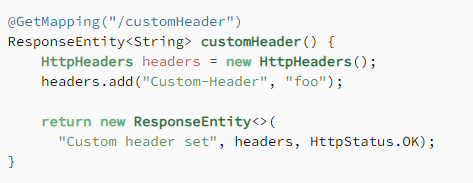 @GetMapping("/customHeader")
ResponseEntity<String> customHeader() {
    HttpHeaders headers = new HttpHeaders();
    headers.add("Custom-Header", "foo");

    return new ResponseEntity<>(
      "Custom header set", headers, HttpStatus.OK);
}